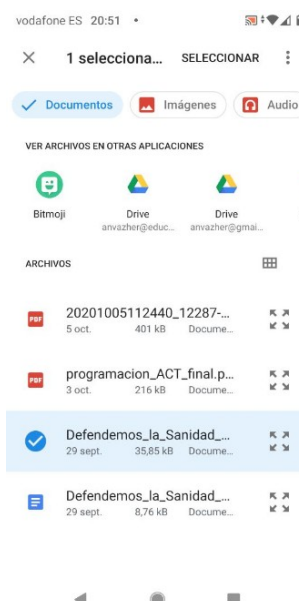 vodafone ES 20:51 •
1 selecciona... SELECCIONAR
Documentos Imágenes Audio
VER ARCHIVOS EN OTRAS APLICACIONES
Bitmoji Drive Drive
anvazher@educ... anvazher@gmai...
ARCHIVOS
PDF 20201005112440_12287-...
5 oct. 401 kB Docume...
PDF programacion_ACT_final.p...
3 oct. 216 kB Docume...
Defendemos_la_Sanidad_...
29 sept. 35,85 kB Docume...
Defendemos_la_Sanidad_...
29 sept. 8,76 kB Docume...